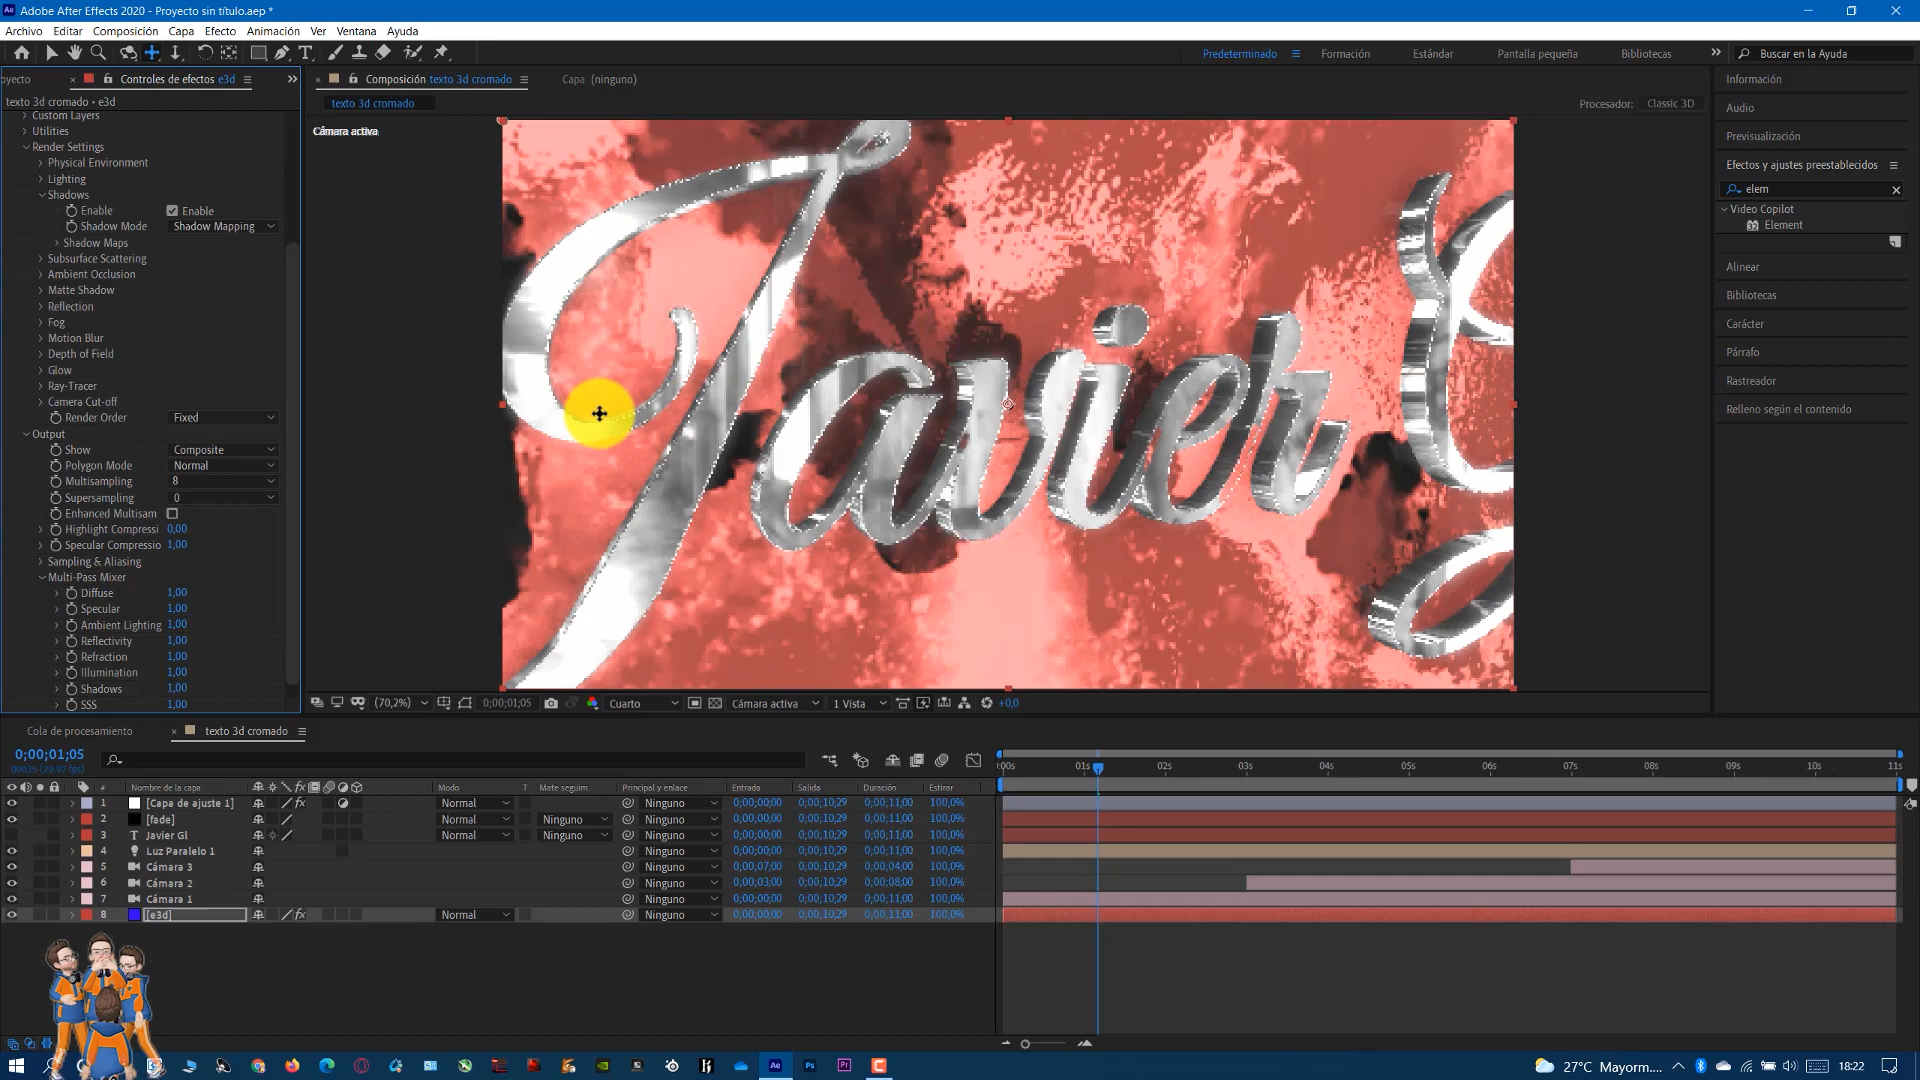 Adobe After Effects 2020 - Proyecto sin título.aep *
Archivo Editar Composición Capa Efecto Animación Ver Ventana Ayuda
Predeterminado Formación Estándar Pantalla pequeña Bibliotecas Buscar en la Ayuda
oyecto Controles de efectos e3d
texto 3d cromado • e3d
Custom Layers
Utilities
Render Settings
Physical Environment
Lighting
Shadows
Enable Enable
Shadow Mode Shadow Mapping
Shadow Maps
Subsurface Scattering
Ambient Occlusion
Matte Shadow
Reflection
Fog
Motion Blur
Depth of Field
Glow
Ray-Tracer
Camera Cut-off
Render Order Fixed
Output
Show Composite
Polygon Mode Normal
Multisampling 8
Supersampling 0
Enhanced Multisam
Highlight Compressi 0,00
Specular Compressio 1,00
Sampling & Aliasing
Multi-Pass Mixer
Diffuse 1,00
Specular 1,00
Ambient Lighting 1,00
Reflectivity 1,00
Refraction 1,00
Illumination 1,00
Shadows 1,00
SSS 1,00
Composición texto 3d cromado Capa (ninguno)
texto 3d cromado Procesador: Classic 3D
Cámara activa
Javier
(70,2%) 0;00;01;05 Cuarto Cámara activa 1 Vista +0,0
Información
Audio
Previsualización
Efectos y ajustes preestablecidos
elem
Video Copilot
32 Element
Alinear
Bibliotecas
Carácter
Párrafo
Rastreador
Relleno según el contenido
Cola de procesamiento texto 3d cromado
0;00;01;05
00035 (29.97 fps)
# Nombre de la capa fx Modo T Mate seguim. Principal y enlace Entrada Salida Duración Estirar
:00s 01s 02s 03s 04s 05s 06s 07s 08s 09s 10s 11s
1 [Capa de ajuste 1] fx Normal Ninguno 0;00;00;00 0;00;10;29 0;00;11;00 100,0%
2 [fade] Normal Ninguno Ninguno 0;00;00;00 0;00;10;29 0;00;11;00 100,0%
3 T Javier Gl Normal Ninguno Ninguno 0;00;00;00 0;00;10;29 0;00;11;00 100,0%
4 Luz Paralelo 1 Ninguno 0;00;00;00 0;00;10;29 0;00;11;00 100,0%
5 Cámara 3 Ninguno 0;00;07;00 0;00;10;29 0;00;04;00 100,0%
6 Cámara 2 Ninguno 0;00;03;00 0;00;10;29 0;00;08;00 100,0%
7 Cámara 1 Ninguno 0;00;00;00 0;00;10;29 0;00;11;00 100,0%
8 [e3d] fx Normal Ninguno 0;00;00;00 0;00;10;29 0;00;11;00 100,0%
Ae Ps Pr 27°C Mayorm.... 18:22